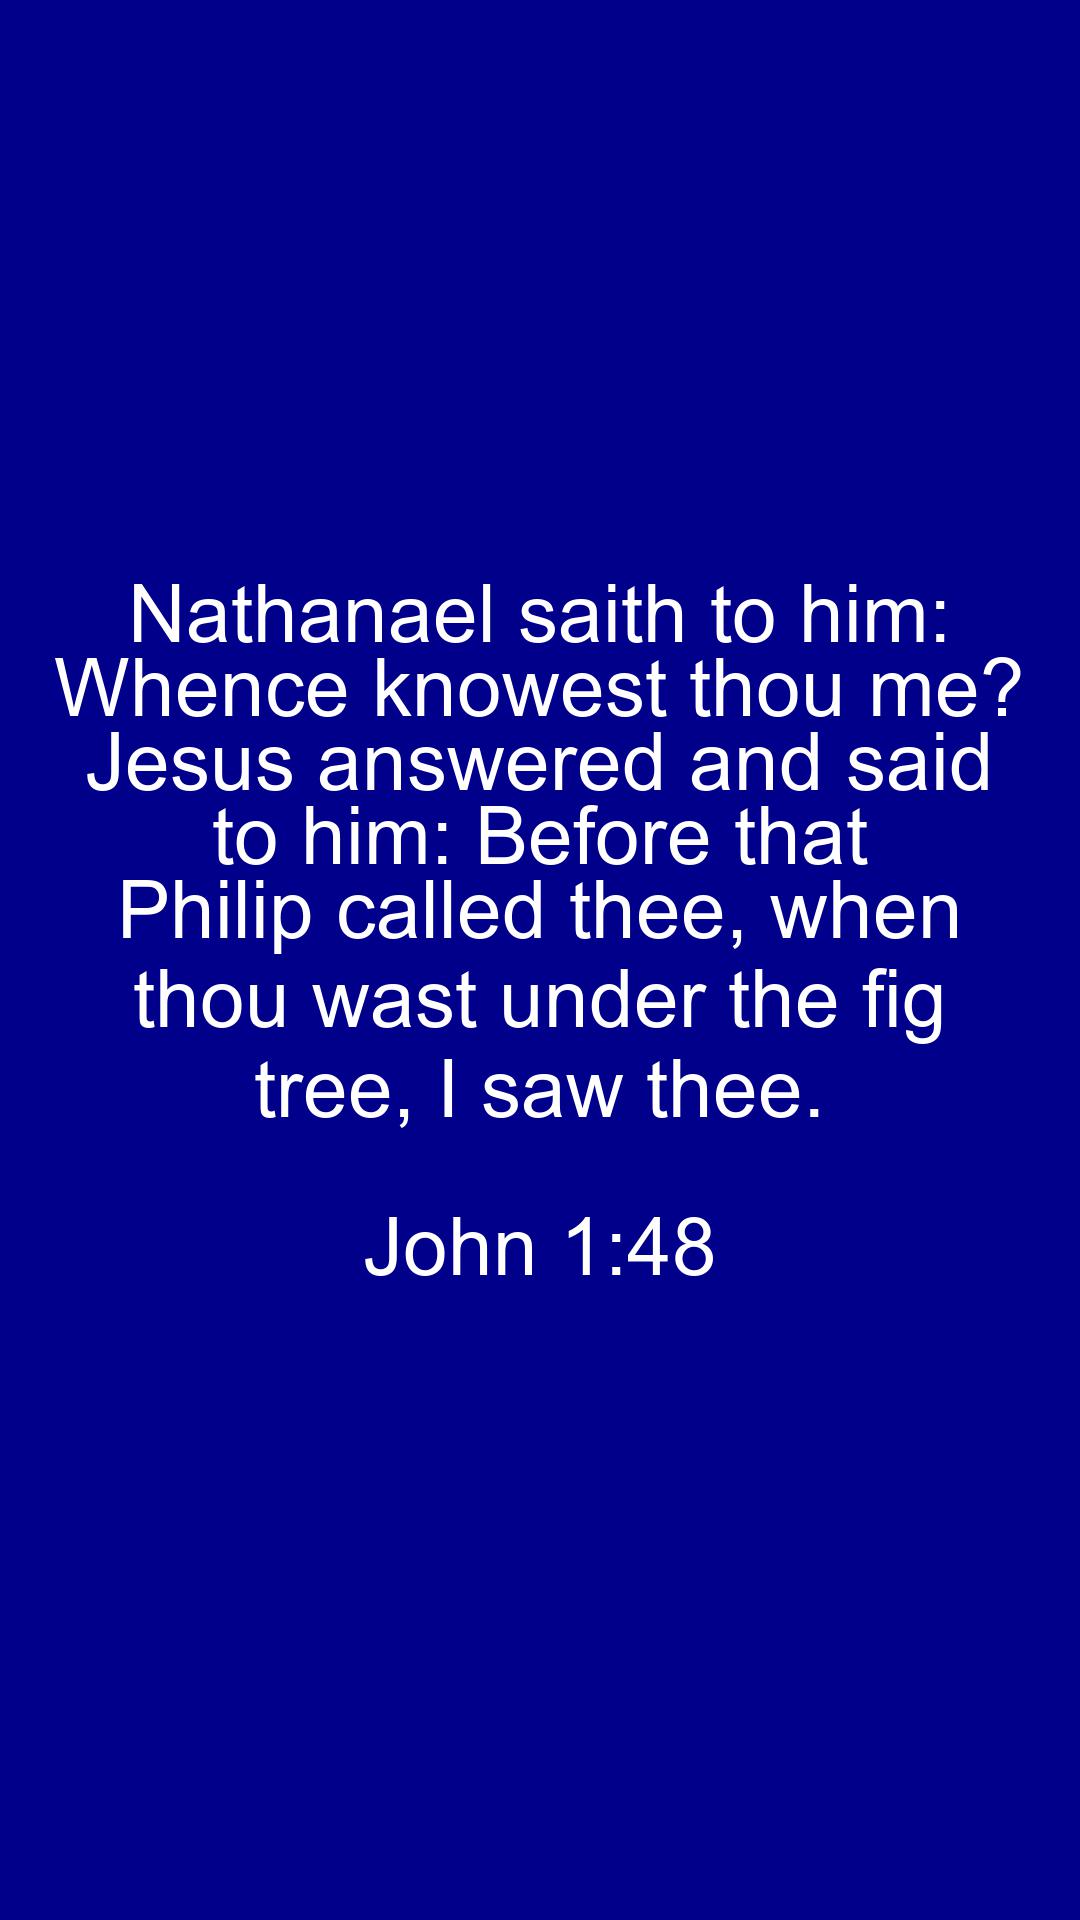 Nathanael saith to him:
Whence knowest thou me?
Jesus answered and said
to him: Before that
Philip called thee, when
thou wast under the fig
tree, I saw thee.
John 1:48